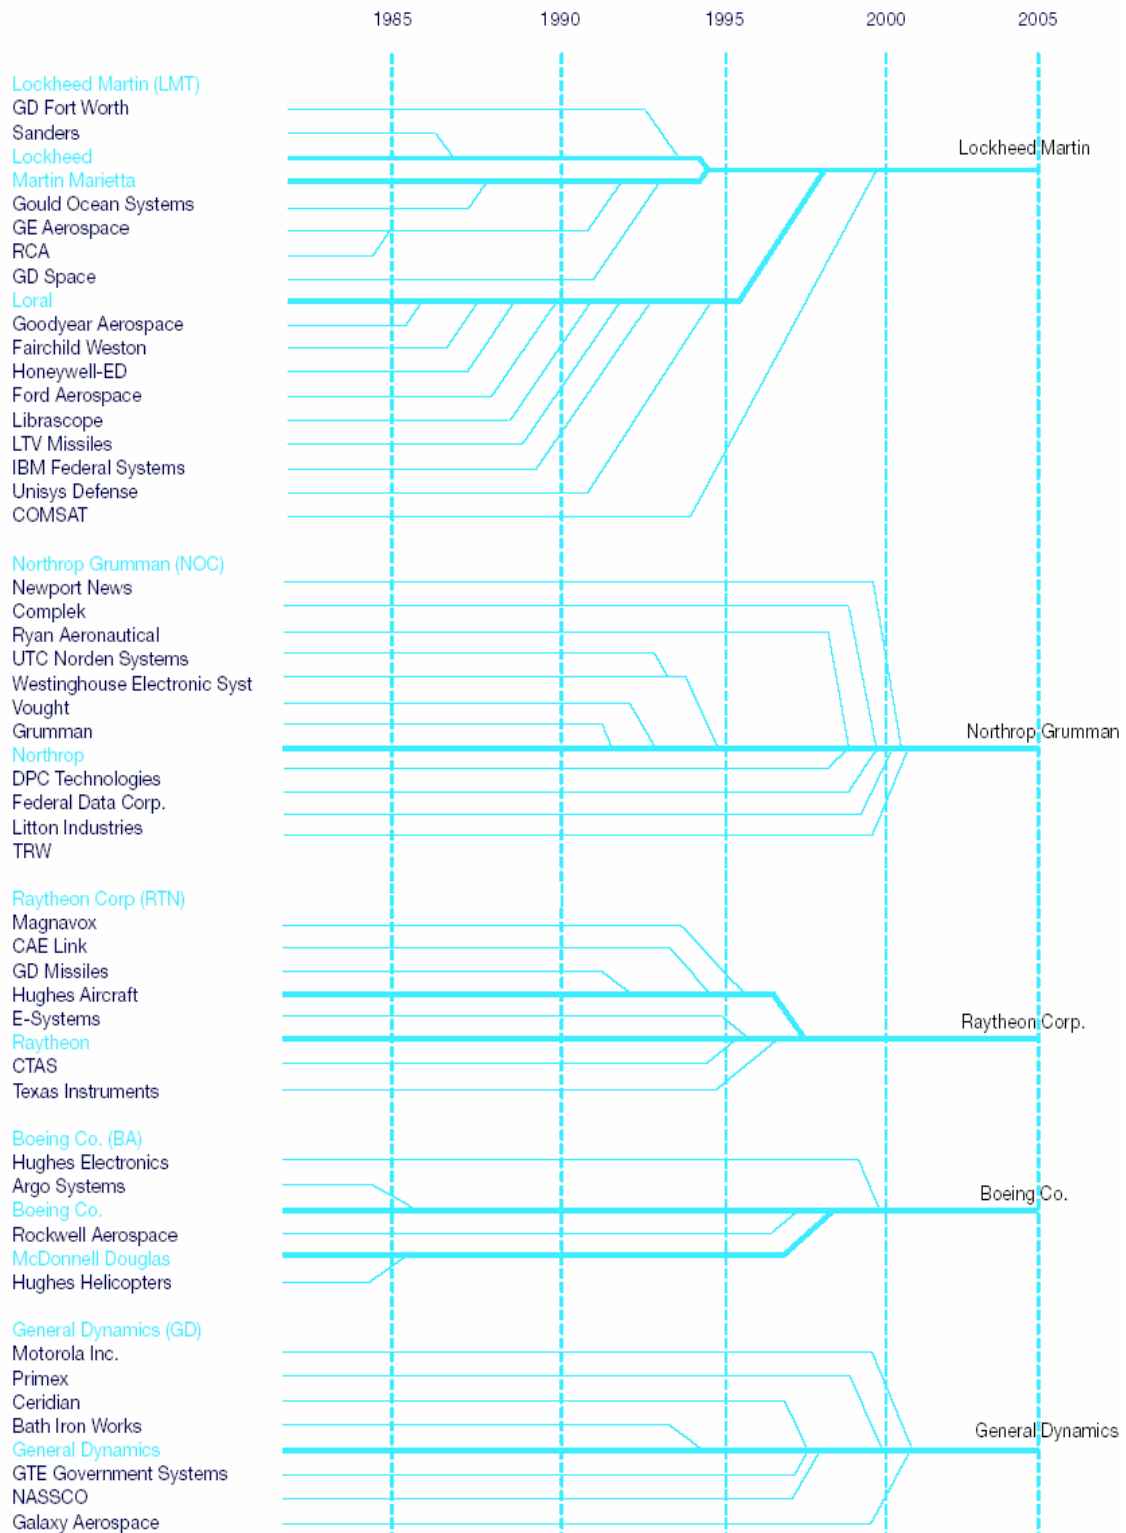 1985 1990 1995 2000 2005
Lockheed Martin (LMT)
GD Fort Worth
Sanders
Lockheed Martin
Lockheed
Martin Marietta
Gould Ocean Systems
GE Aerospace
RCA
GD Space
Loral
Goodyear Aerospace
Fairchild Weston
Honeywell-ED
Ford Aerospace
Librascope
LTV Missiles
IBM Federal Systems
Unisys Defense
COMSAT
Northrop Grumman (NOC)
Newport News
Complek
Ryan Aeronautical
UTC Norden Systems
Westinghouse Electronic Syst
Vought
Grumman
Northrop Grumman
Northrop
DPC Technologies
Federal Data Corp.
Litton Industries
TRW
Raytheon Corp (RTN)
Magnavox
CAE Link
GD Missiles
Hughes Aircraft
E-Systems
Raytheon Corp.
Raytheon
CTAS
Texas Instruments
Boeing Co. (BA)
Hughes Electronics
Argo Systems
Boeing Co.
Boeing Co.
Rockwell Aerospace
McDonnell Douglas
Hughes Helicopters
General Dynamics (GD)
Motorola Inc.
Primex
Ceridian
Bath Iron Works
General Dynamics
General Dynamics
GTE Government Systems
NASSCO
Galaxy Aerospace